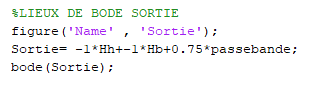 %LIEUX DE BODE SORTIE
figure('Name' , 'Sortie');
Sortie= -1*Hh+-1*Hb+0.75*passebande;
bode(Sortie);